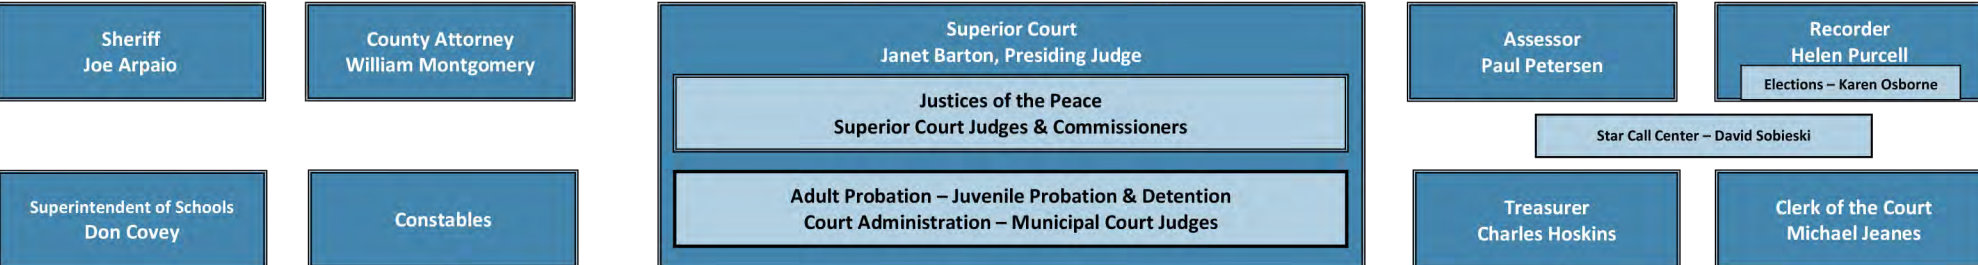 Sheriff
Joe Arpaio
County Attorney
William Montgomery
Superior Court
Janet Barton, Presiding Judge
Justices of the Peace
Superior Court Judges & Commissioners
Adult Probation – Juvenile Probation & Detention
Court Administration – Municipal Court Judges
Assessor
Paul Petersen
Recorder
Helen Purcell
Elections – Karen Osborne
Star Call Center – David Sobieski
Superintendent of Schools
Don Covey
Constables
Treasurer
Charles Hoskins
Clerk of the Court
Michael Jeanes